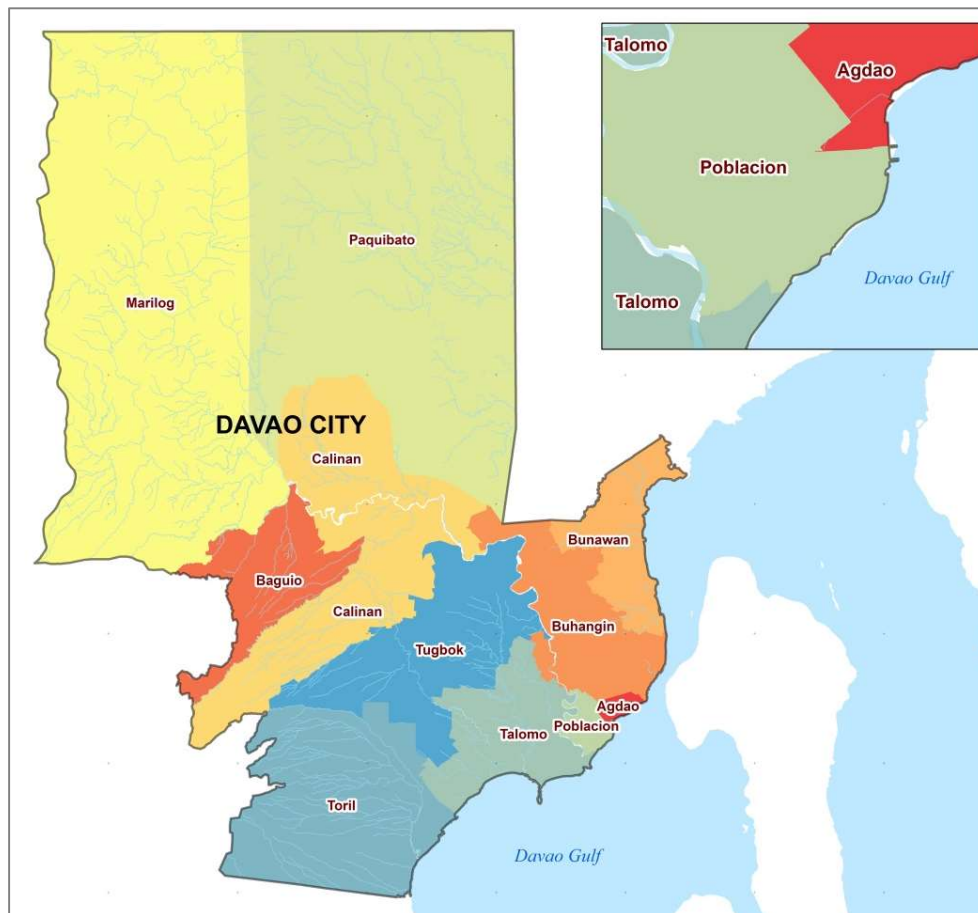 Talomo
Agdao
Poblacion
Davao Gulf
Talomo
Paquibato
Marilog
DAVAO CITY
Calinan
Bunawan
Baguio
Calinan
Buhangin
Tugbok
Agdao
Poblacion
Talomo
Toril
Davao Gulf